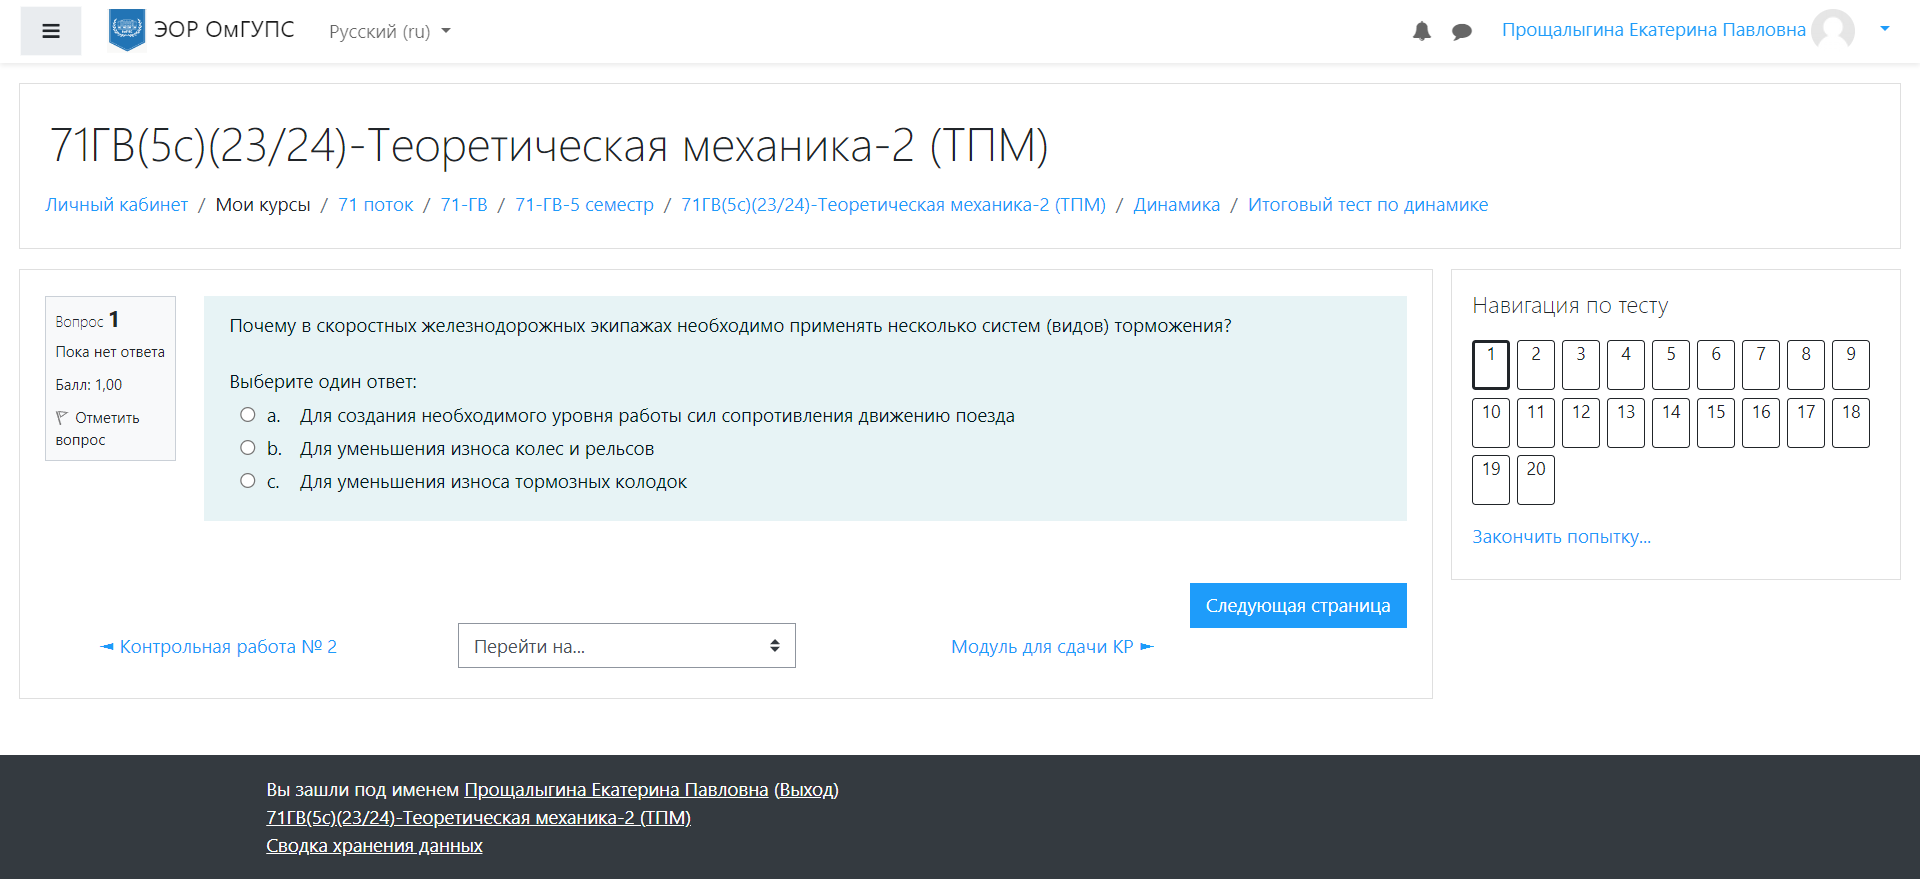 ЭОР ОмГУПС
Русский (ru)
Прощалыгина Екатерина Павловна
71ГВ(5с)(23/24)-Теоретическая механика-2 (ТПМ)
Личный кабинет / Мои курсы / 71 поток / 71-ГВ / 71-ГВ-5 семестр / 71ГВ(5с)(23/24)-Теоретическая механика-2 (ТПМ) / Динамика / Итоговый тест по динамике
Вопрос 1
Пока нет ответа
Балл: 1,00
Отметить
вопрос
Почему в скоростных железнодорожных экипажах необходимо применять несколько систем (видов) торможения?
Выберите один ответ:
a. Для создания необходимого уровня работы сил сопротивления движению поезда
b. Для уменьшения износа колес и рельсов
c. Для уменьшения износа тормозных колодок
Следующая страница
◄ Контрольная работа № 2
Перейти на...
Модуль для сдачи КР ►
Навигация по тесту
1 2 3 4 5 6 7 8 9
10 11 12 13 14 15 16 17 18
19 20
Закончить попытку...
Вы зашли под именем Прощалыгина Екатерина Павловна (Выход)
71ГВ(5с)(23/24)-Теоретическая механика-2 (ТПМ)
Сводка хранения данных